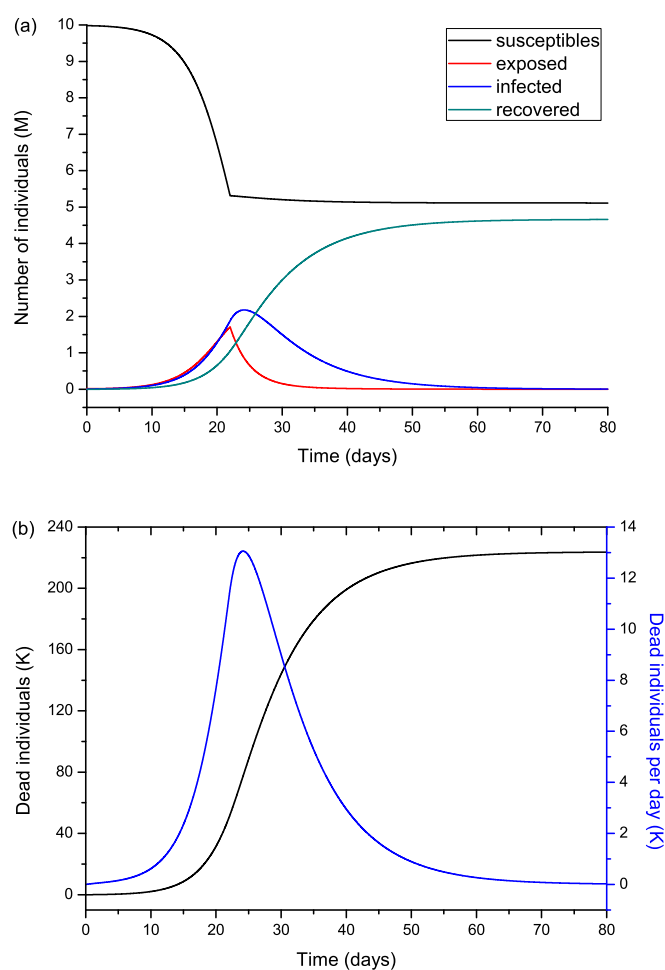 (a)
10
9
8
7
6
5
4
3
2
1
0
Number of individuals (M)
susceptibles
exposed
infected
recovered
0 10 20 30 40 50 60 70 80
Time (days)
(b)
240
200
160
120
80
40
0
Dead individuals (K)
14
12
10
8
6
4
2
0
Dead individuals per day (K)
0 10 20 30 40 50 60 70 80
Time (days)